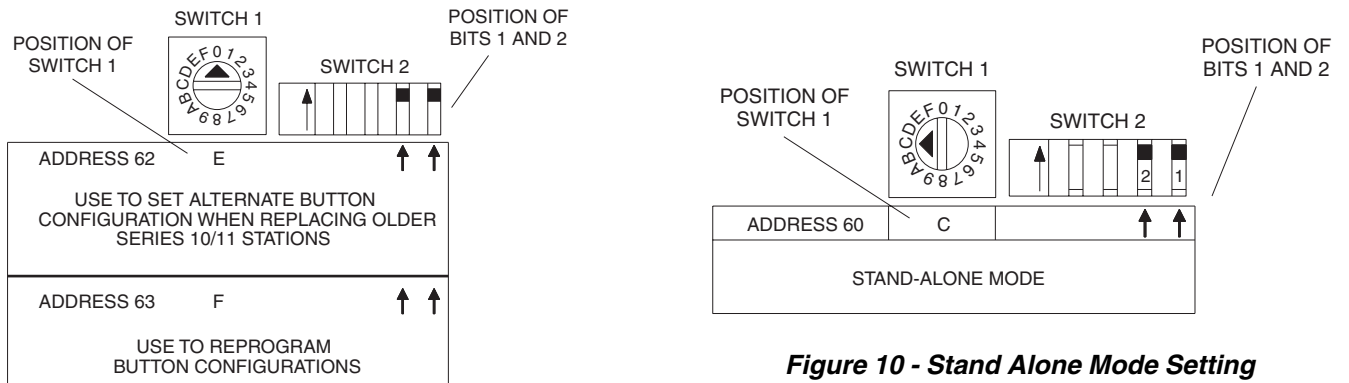 SWITCH 1
POSITION OF
SWITCH 1
CDEF0123456789AB
SWITCH 2
POSITION OF
BITS 1 AND 2
ADDRESS 62 E
USE TO SET ALTERNATE BUTTON
CONFIGURATION WHEN REPLACING OLDER
SERIES 10/11 STATIONS
ADDRESS 63 F
USE TO REPROGRAM
BUTTON CONFIGURATIONS
SWITCH 1
POSITION OF
SWITCH 1
CDEF0123456789AB
SWITCH 2
2 1
POSITION OF
BITS 1 AND 2
ADDRESS 60 C
STAND-ALONE MODE
Figure 10 - Stand Alone Mode Setting